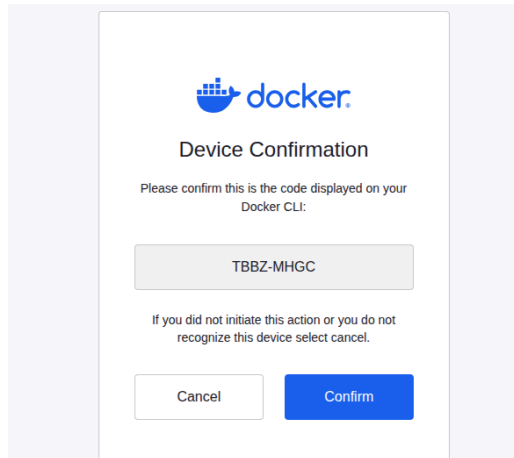 docker®
Device Confirmation
Please confirm this is the code displayed on your
Docker CLI:
TBBZ-MHGC
If you did not initiate this action or you do not
recognize this device select cancel.
Cancel
Confirm